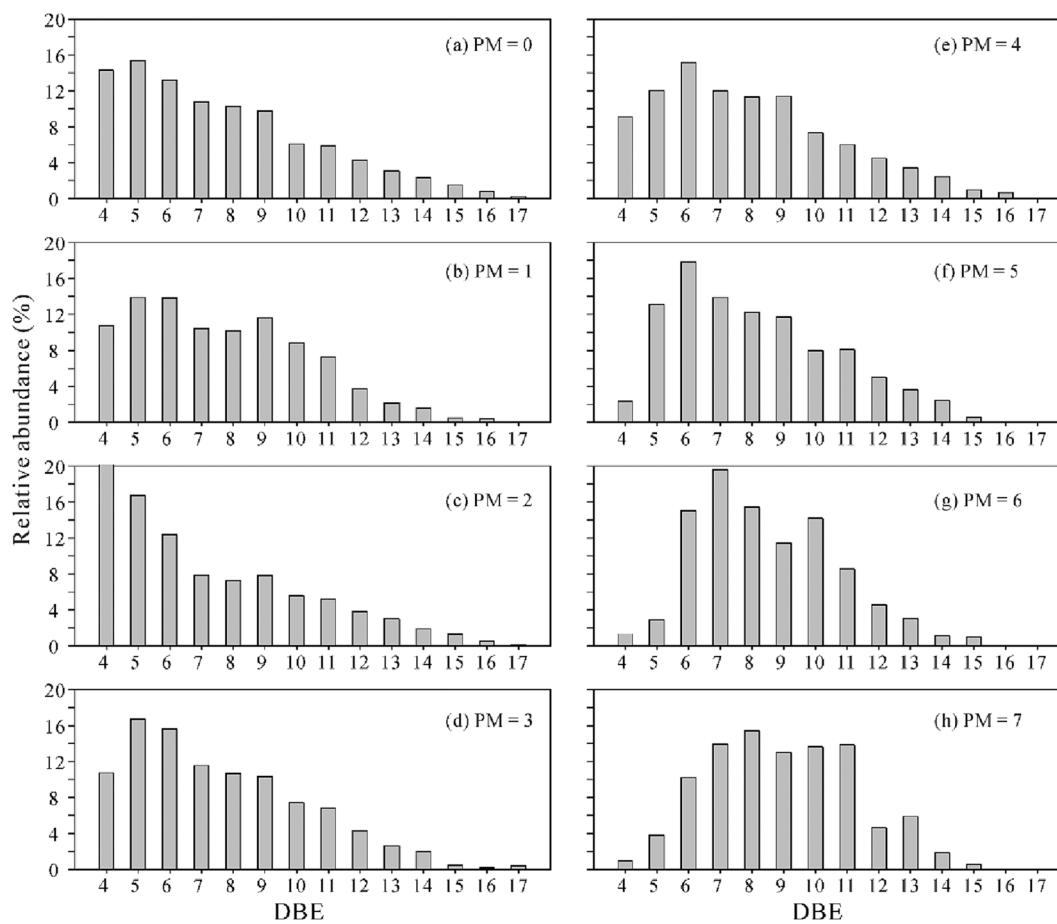 Relative abundance (%)
20
16
12
8
4
0
(a) PM = 0
4 5 6 7 8 9 10 11 12 13 14 15 16 17
20
16
12
8
4
0
(b) PM = 1
4 5 6 7 8 9 10 11 12 13 14 15 16 17
20
16
12
8
4
0
(c) PM = 2
4 5 6 7 8 9 10 11 12 13 14 15 16 17
20
16
12
8
4
0
(d) PM = 3
4 5 6 7 8 9 10 11 12 13 14 15 16 17
DBE
(e) PM = 4
4 5 6 7 8 9 10 11 12 13 14 15 16 17
(f) PM = 5
4 5 6 7 8 9 10 11 12 13 14 15 16 17
(g) PM = 6
4 5 6 7 8 9 10 11 12 13 14 15 16 17
(h) PM = 7
4 5 6 7 8 9 10 11 12 13 14 15 16 17
DBE